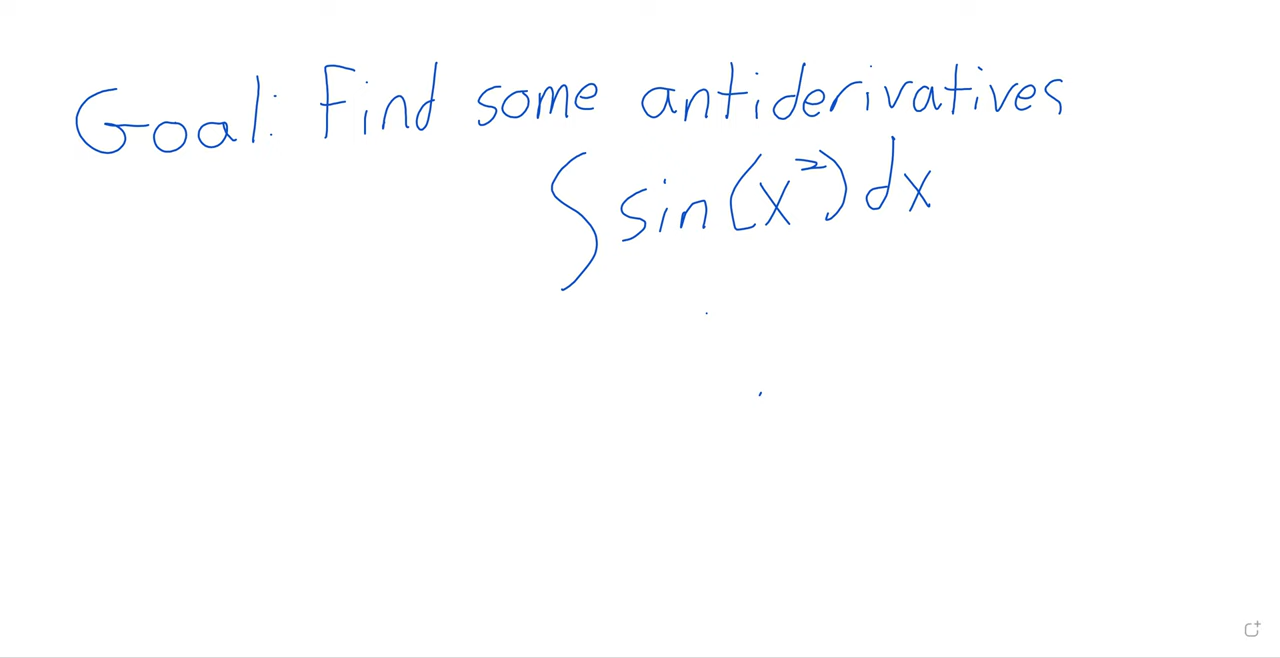 Goal: Find some antiderivatives
∫ sin(x²) dx